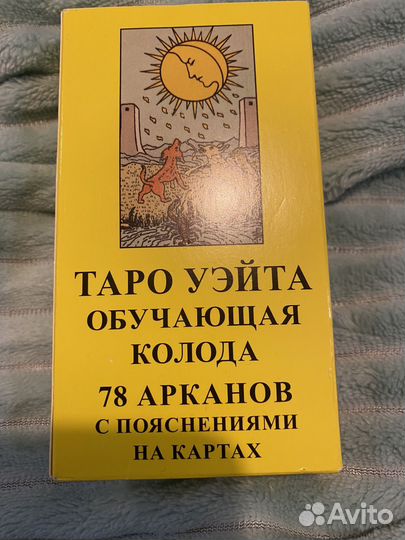 ТАРО УЭЙТА
ОБУЧАЮЩАЯ
КОЛОДА
78 АРКАНОВ
С ПОЯСНЕНИЯМИ
НА КАРТАХ
Avito